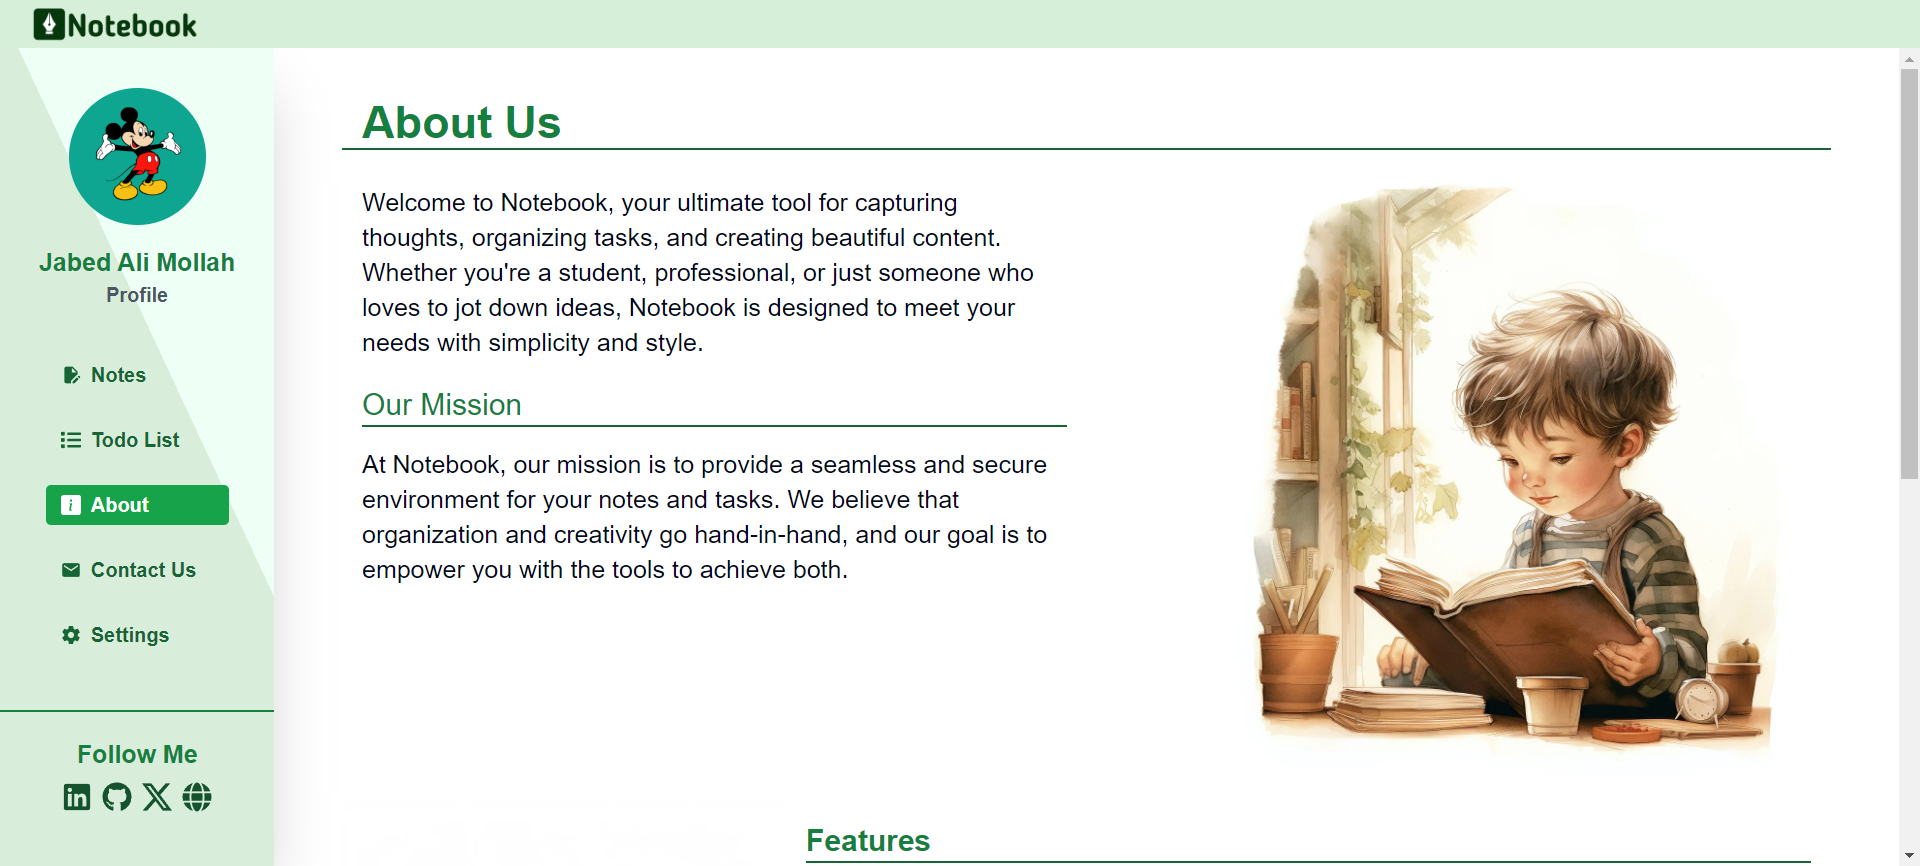 Notebook
Jabed Ali Mollah
Profile
Notes
Todo List
About
Contact Us
Settings
Follow Me
About Us
Welcome to Notebook, your ultimate tool for capturing
thoughts, organizing tasks, and creating beautiful content.
Whether you're a student, professional, or just someone who
loves to jot down ideas, Notebook is designed to meet your
needs with simplicity and style.
Our Mission
At Notebook, our mission is to provide a seamless and secure
environment for your notes and tasks. We believe that
organization and creativity go hand-in-hand, and our goal is to
empower you with the tools to achieve both.
Features